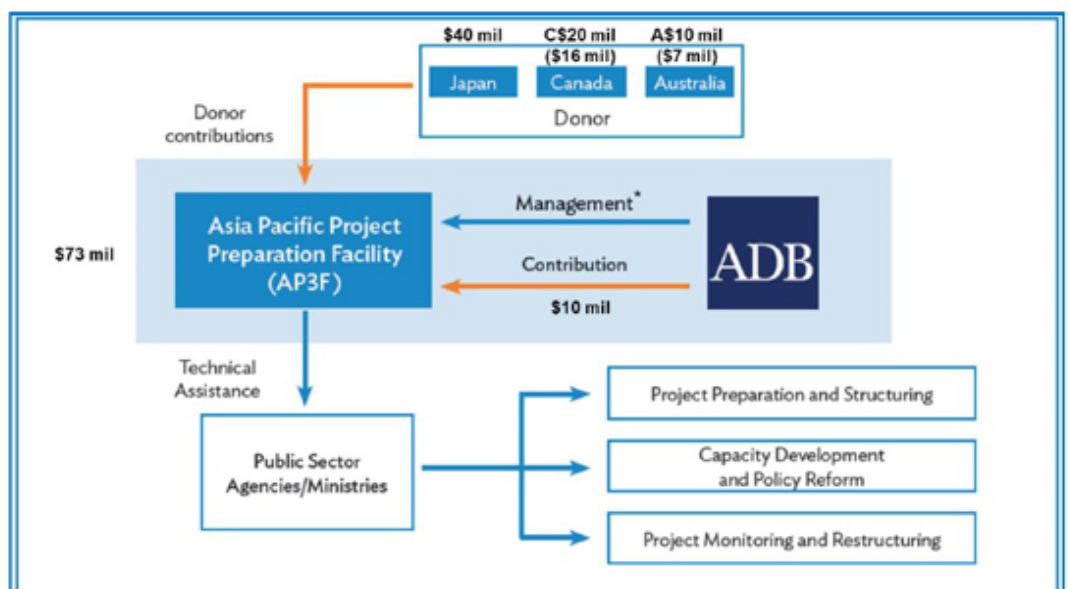 $40 mil
C$20 mil
($16 mil)
A$10 mil
($7 mil)
Japan
Canada
Australia
Donor
Donor
contributions
Asia Pacific Project
Preparation Facility
(AP3F)
$73 mil
Management*
Contribution
$10 mil
ADB
Technical
Assistance
Public Sector
Agencies/Ministries
Project Preparation and Structuring
Capacity Development
and Policy Reform
Project Monitoring and Restructuring